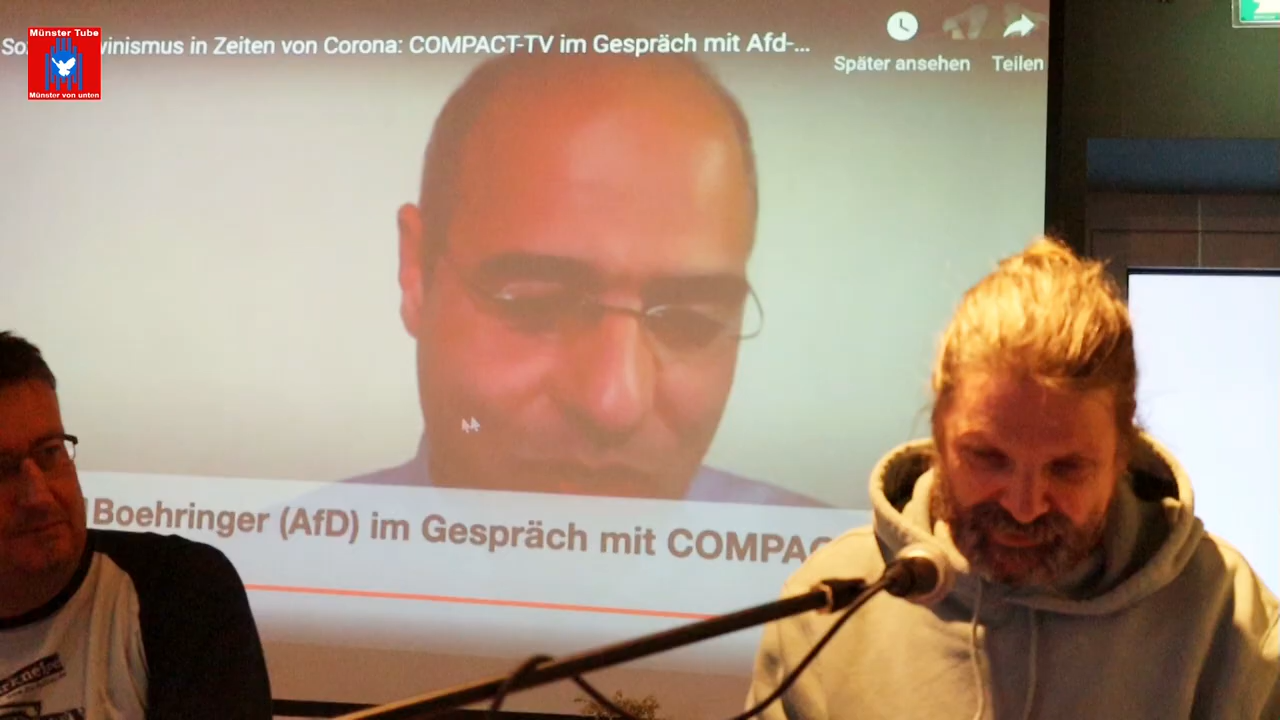 Münster Tube
Münster von unten
vinismus in Zeiten von Corona: COMPACT-TV im Gespräch mit Afd-...
Später ansehen
Teilen
Boehringer (AfD) im Gespräch mit COMPAC